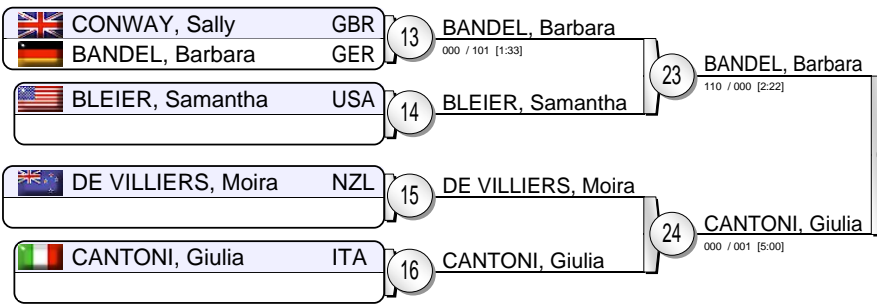 CONWAY, Sally GBR
BANDEL, Barbara GER
13
BANDEL, Barbara
000 / 101 [1:33]
BLEIER, Samantha USA
14
BLEIER, Samantha
23
BANDEL, Barbara
110 / 000 [2:22]
DE VILLIERS, Moira NZL
15
DE VILLIERS, Moira
CANTONI, Giulia ITA
16
CANTONI, Giulia
24
CANTONI, Giulia
000 / 001 [5:00]